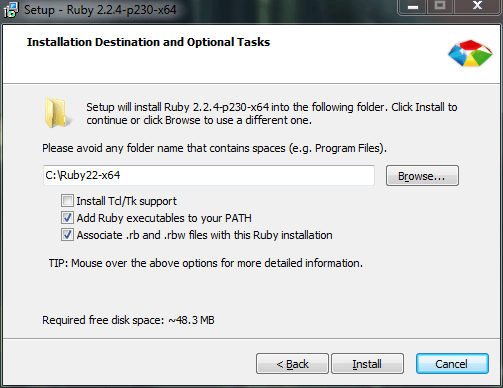 Setup - Ruby 2.2.4-p230-x64
Installation Destination and Optional Tasks
Setup will install Ruby 2.2.4-p230-x64 into the following folder. Click Install to
continue or click Browse to use a different one.
Please avoid any folder name that contains spaces (e.g. Program Files).
C:\Ruby22-x64
Browse...
Install Tcl/Tk support
Add Ruby executables to your PATH
Associate .rb and .rbw files with this Ruby installation
TIP: Mouse over the above options for more detailed information.
Required free disk space: ~48.3 MB
< Back
Install
Cancel